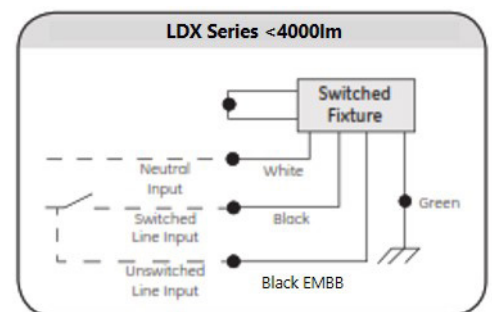 LDX Series <4000lm
Switched
Fixture
Neutral
Input
White
Switched
Line Input
Black
Green
Unswitched
Line Input
Black EMBB